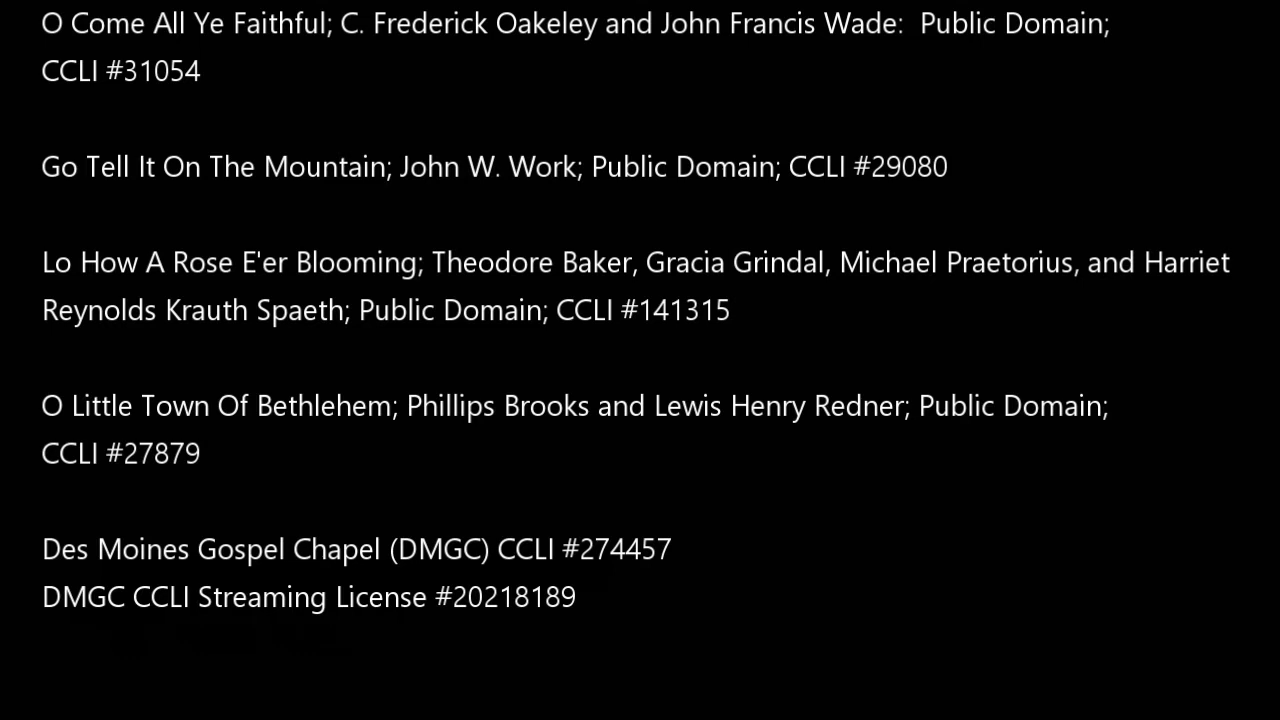 O Come All Ye Faithful; C. Frederick Oakeley and John Francis Wade:  Public Domain;
CCLI #31054
Go Tell It On The Mountain; John W. Work; Public Domain; CCLI #29080
Lo How A Rose E'er Blooming; Theodore Baker, Gracia Grindal, Michael Praetorius, and Harriet
Reynolds Krauth Spaeth; Public Domain; CCLI #141315
O Little Town Of Bethlehem; Phillips Brooks and Lewis Henry Redner; Public Domain;
CCLI #27879
Des Moines Gospel Chapel (DMGC) CCLI #274457
DMGC CCLI Streaming License #20218189